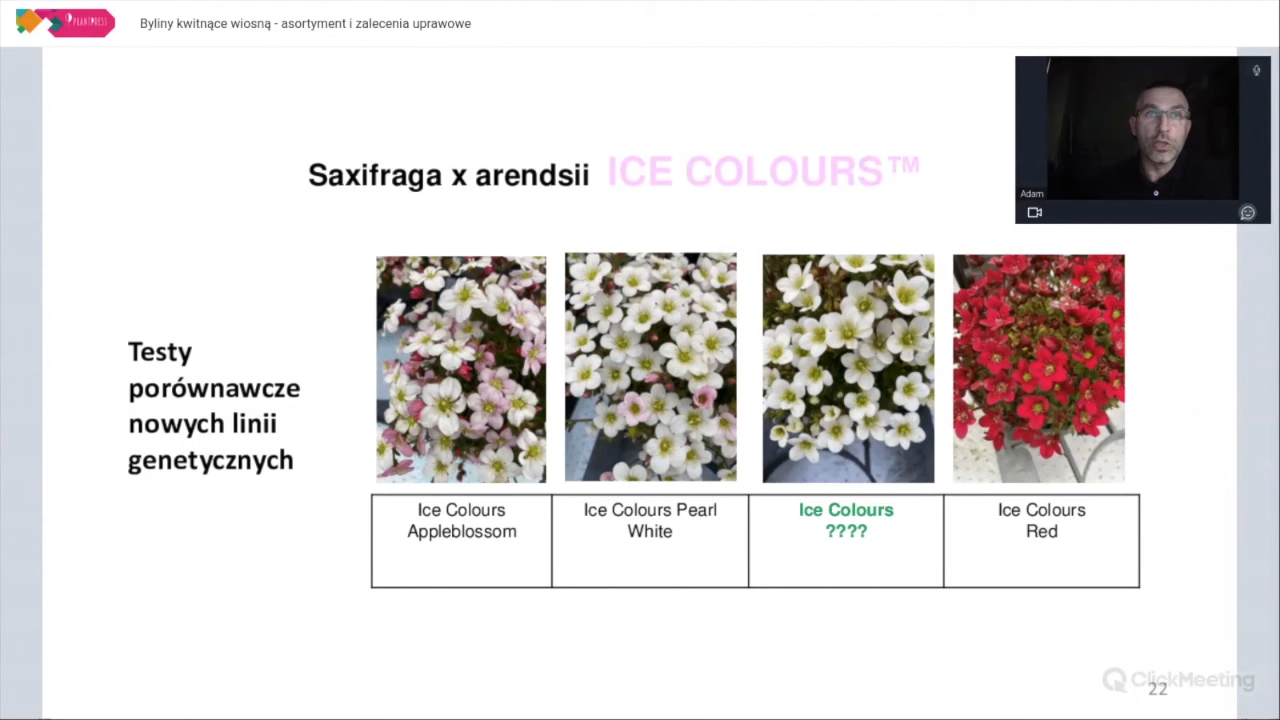 PLANTPRESS
Byliny kwitnące wiosną - asortyment i zalecenia uprawowe
Adam
Saxifraga x arendsii ICE COLOURS™
Testy
porównawcze
nowych linii
genetycznych
Ice Colours
Appleblossom
Ice Colours Pearl
White
Ice Colours
????
Ice Colours
Red
ClickMeeting
22